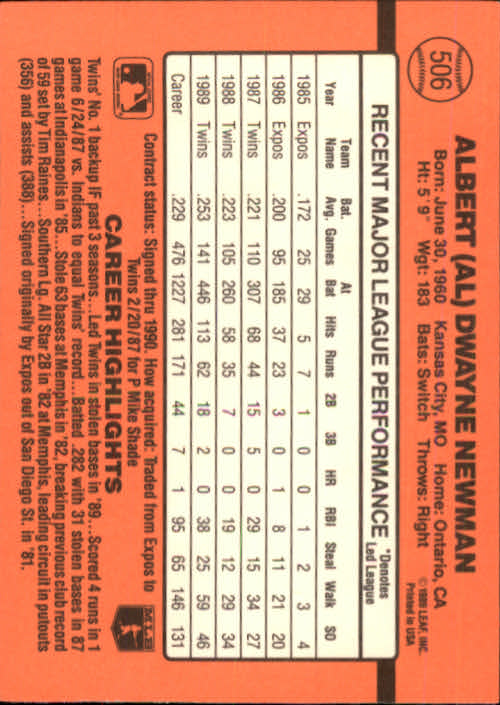 506
ALBERT (AL) DWAYNE NEWMAN
Born: June 30, 1960 Kansas City, MO Home: Ontario, CA
Ht: 5'9" Wgt: 183 Bats: Switch Throws: Right
© 1989 LEAF, INC.
Printed in USA
RECENT MAJOR LEAGUE PERFORMANCE *Denotes Led League
Year Team Name Bat. Avg. Games At Bat Hits Runs 2B 3B HR RBI Steal Walk SO
1985 Expos .172 25 29 5 7 1 0 0 1 2 3 4
1986 Expos .200 95 185 37 23 3 0 1 8 11 21 20
1987 Twins .221 110 307 68 44 15 5 0 29 15 34 27
1988 Twins .223 105 260 58 35 7 0 0 19 12 29 34
1989 Twins .253 141 446 113 62 18 2 0 38 25 59 46
Career .229 476 1227 281 171 44 7 1 95 65 146 131
Contract status: Signed thru 1990. How acquired: Traded from Expos to
Twins 2/20/87 for P Mike Shade
CAREER HIGHLIGHTS
MLB
Twins' No. 1 backup IF past 3 seasons...Led Twins in stolen bases in '89...Scored 4 runs in 1
game 6/24/87 vs. Indians to equal Twins' record...Batted .282 with 31 stolen bases in 87
games at Indianapolis in '85...Stole 63 bases at Memphis in '82, breaking previous club record
of 59 set by Tim Raines...Southern Lg. All Star 2B in '82 at Memphis, leading circuit in putouts
(356) and assists (388)...Signed originally by Expos out of San Diego St. in '81.